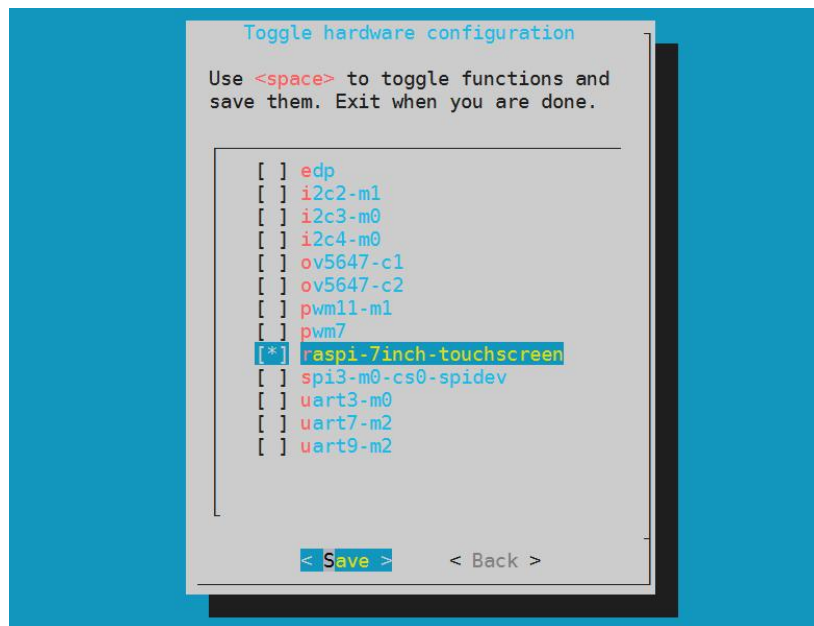 Toggle hardware configuration
Use <space> to toggle functions and
save them. Exit when you are done.
[ ] edp
[ ] i2c2-m1
[ ] i2c3-m0
[ ] i2c4-m0
[ ] ov5647-c1
[ ] ov5647-c2
[ ] pwm11-m1
[ ] pwm7
[*] raspi-7inch-touchscreen
[ ] spi3-m0-cs0-spidev
[ ] uart3-m0
[ ] uart7-m2
[ ] uart9-m2
< Save > < Back >